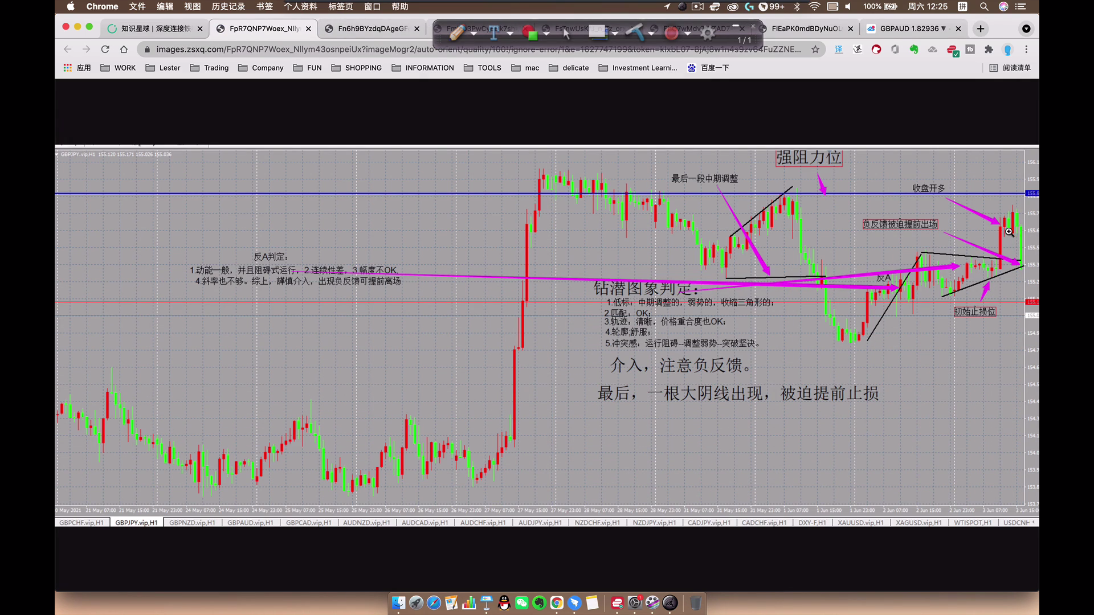 Chrome 文件 编辑 视图 历史记录 书签 个人资料 标签页 窗口 帮助
99+ 100% 拼 周六 下午 12:25
知识星球 | 深度连接铁
FpR7QNP7Woex_NIlym43osnpe
1/1
GBPAUD 1.82936
images.zsxq.com
应用 WORK Lester Trading Company FUN SHOPPING INFORMATION TOOLS mac delicate Investment Learni... 百度一下 阅读清单
强阻力位
最后一段中期调整
收盘开多
负反馈被迫提前出场
反A判定：
1.动能一般，并且阻碍式运行，2.连续性差，3.幅度不OK，
4.斜率也不够。综上，谨慎介入，出现负反馈可提前离场
反A
钻潜图象判定：
1.低标：中期调整的，弱势的，收缩三角形的；
2.匹配，OK；
3.轨迹：清晰，价格重合度也OK；
4.轮廓;舒服；
5.冲突感：运行阻碍--调整弱势--突破坚决。
初始止损位
介入，注意负反馈。
最后，一根大阴线出现，被迫提前止损
GBPCHF.vip,H1 GBPJPY.vip,H1 GBPNZD.vip,H1 GBPAUD.vip,H1 GBPCAD.vip,H1 AUDNZD.vip,H1 AUDCAD.vip,H1 AUDCHF.vip,H1 AUDJPY.vip,H1 NZDCHF.vip,H1 NZDJPY.vip,H1 CADJPY.vip,H1 CADCHF.vip,H1 DXY-F,H1 XAUUSD.vip,H1 XAGUSD.vip,H1 WTISPOT,H1 USDCNH